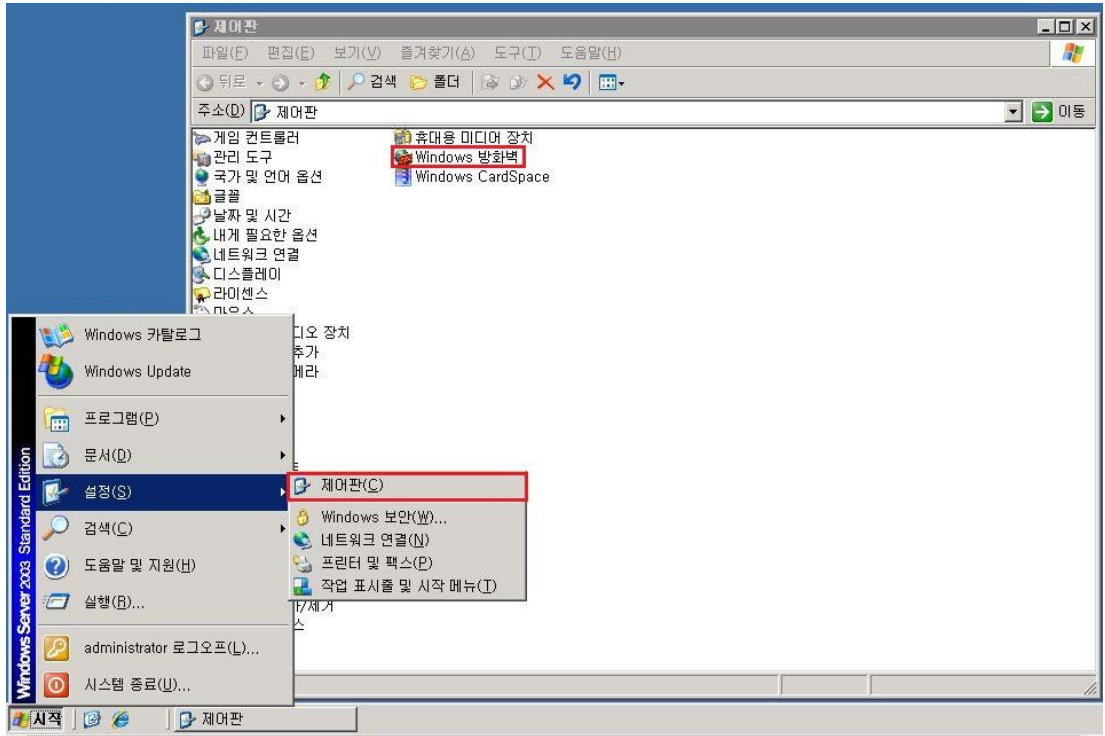 제어판
파일(F) 편집(E) 보기(V) 즐겨찾기(A) 도구(T) 도움말(H)
뒤로 검색 폴더
주소(D) 제어판 이동
게임 컨트롤러
관리 도구
국가 및 언어 옵션
글꼴
날짜 및 시간
내게 필요한 옵션
네트워크 연결
디스플레이
라이센스
마우스
휴대용 미디어 장치
Windows 방화벽
Windows CardSpace
디오 장치
추가
메라
Windows 카탈로그
Windows Update
프로그램(P)
문서(D)
설정(S)
검색(C)
도움말 및 지원(H)
실행(R)...
administrator 로그오프(L)...
시스템 종료(U)...
Windows Server 2003 Standard Edition
제어판(C)
Windows 보안(W)...
네트워크 연결(N)
프린터 및 팩스(P)
작업 표시줄 및 시작 메뉴(T)
/제거
스
시작 제어판